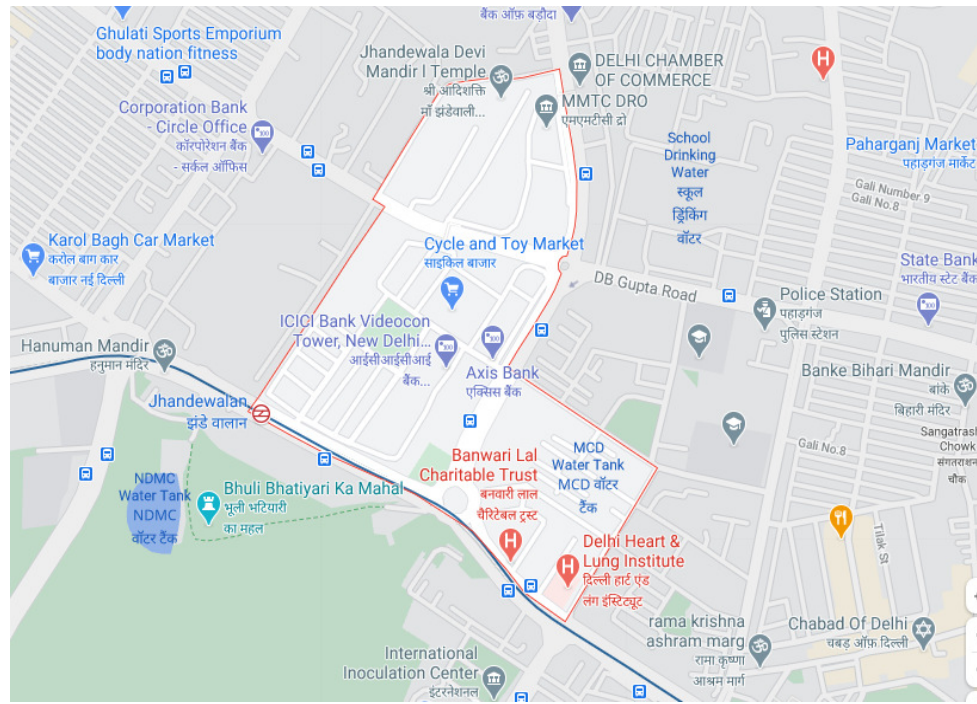 बैंक ऑफ़ बड़ौदा
Ghulati Sports Emporium
body nation fitness
Jhandewala Devi
Mandir l Temple
श्री आदिशक्ति
माँ झंडेवाली...
DELHI CHAMBER
OF COMMERCE
MMTC DRO
एमएमटीसी द्रो
H
Corporation Bank
- Circle Office
कॉरपोरेशन बैंक
- सर्कल ऑफिस
School
Drinking
Water
स्कूल
ड्रिंकिंग
वॉटर
Paharganj Market
पहाड़गंज मार्केट
Gali Number.9
Gali No.8
Karol Bagh Car Market
करोल बाग कार
बाजार नई दिल्ली
Cycle and Toy Market
साइकिल बाजार
State Bank
भारतीय स्टेट बैंक
DB Gupta Road
Police Station
पहाड़गंज
पुलिस स्टेशन
ICICI Bank Videocon
Tower, New Delhi...
आईसीआईसीआई
बैंक...
Axis Bank
एक्सिस बैंक
Hanuman Mandir
हनुमान मंदिर
Banke Bihari Mandir
बांके
बिहारी मंदिर
Jhandewalan
झंडे वालान
Sangatrash
Chowk
संगतराशन
चौक
Gali No.8
Banwari Lal
Charitable Trust
बनवारी लाल
चैरिटेबल ट्रस्ट
H
MCD
Water Tank
MCD वॉटर
टैंक
NDMC
Water Tank
NDMC
वॉटर टैंक
Bhuli Bhatiyari Ka Mahal
भूली भटियारी
का महल
Delhi Heart &
Lung Institute
दिल्ली हार्ट एंड
लंग इंस्टिट्यूट
H
Tilak St
rama krishna
ashram marg
रामा कृष्णा
आश्रम मार्ग
Chabad Of Delhi
चबड़ ऑफ़ दिल्ली
International
Inoculation Center
इंटरनेशनल